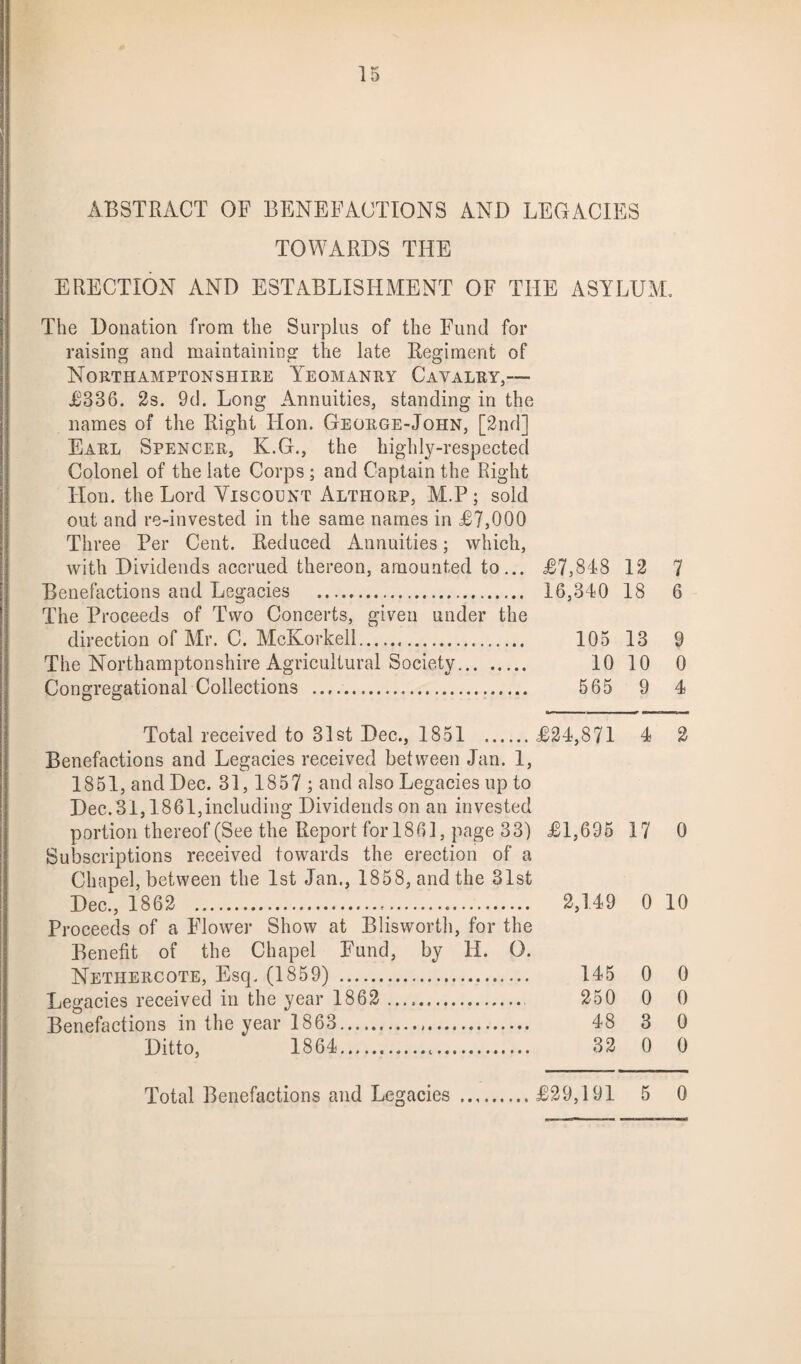 15
ABSTRACT OF BENEFACTIONS AND LEGACIES
TOWARDS THE
ERECTION AND ESTABLISHMENT OF THE ASYLUM.
The Donation from the Surplus of the Fund for
raising and maintaining the late Regiment of
Northamptonshire Yeomanry Cavalry,—
£336. 2s. 9d. Long Annuities, standing in the
names of the Right Hon. George-John, [2nd]
Earl Spencer, K.G., the highly-respected
Colonel of the late Corps; and Captain the Right
Hon. the Lord Viscount Althorp, M.P; sold
out and re-invested in the same names in £7,000
Three Per Cent. Reduced Annuities; which,
with Dividends accrued thereon, amounted to... £7,848 12 7
Benefactions and Legacies .............................. 16,340 18 6
The Proceeds of Two Concerts, given under the
direction of Mr. C. McKorkell........................ 105 13 9
The Northamptonshire Agricultural Society......... 10 10 0
Congregational Collections .............................. 565 9 4
Total received to 31st Dec., 1851 ......£24,871 4 2
Benefactions and Legacies received between Jan. 1,
1851, and Dec. 31, 1857; and also Legacies up to
Dec. 31, 1861, including Dividends on an invested
portion thereof (See the Report for 1861, page 33) £1,695 17 0
Subscriptions received towards the erection of a
Chapel, between the 1st Jan., 1858, and the 31st
Dec., 1862 ................................................ 2,149 0 10
Proceeds of a Flower Show at Blisworth, for the
Benefit of the Chapel Fund, by H. O.
Nethercote, Esq. (1859) ........................... 145 0 0
Legacies received in the year 1862 .................... 250 0 0
Benefactions in the year 1863........................... 48 3 0
Ditto, 1864........................... 32 0 0
Total Benefactions and Legacies ..........£29,191 5 0